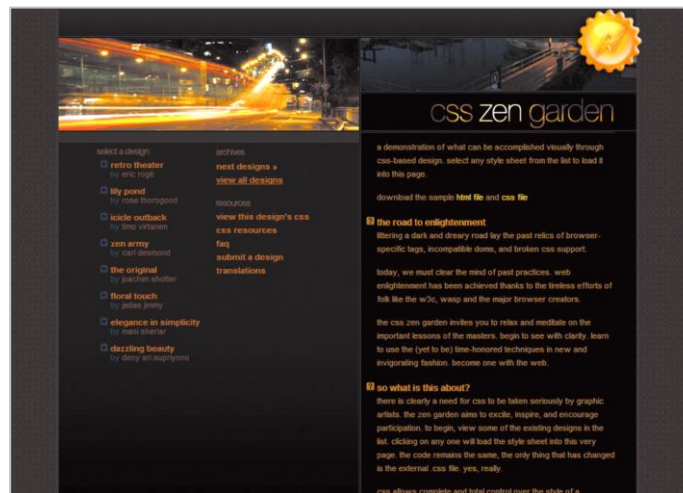 css zen garden
select a design:
retro theater
by eric rogé
lily pond
by rose thorogood
icicle outback
by timo virtanen
zen army
by carl desmond
the original
by joachim shotter
floral touch
by jadas jimmy
elegance in simplicity
by mani sheriar
dazzling beauty
by deny sri supriyono
archives
next designs »
view all designs
resources
view this design's css
css resources
faq
submit a design
translations
a demonstration of what can be accomplished visually through
css-based design. select any style sheet from the list to load it
into this page.
download the sample html file and css file
the road to enlightenment
littering a dark and dreary road lay the past relics of browser-
specific tags, incompatible doms, and broken css support.
today, we must clear the mind of past practices. web
enlightenment has been achieved thanks to the tireless efforts of
folk like the w3c, wasp and the major browser creators.
the css zen garden invites you to relax and meditate on the
important lessons of the masters. begin to see with clarity. learn
to use the (yet to be) time-honored techniques in new and
invigorating fashion. become one with the web.
so what is this about?
there is clearly a need for css to be taken seriously by graphic
artists. the zen garden aims to excite, inspire, and encourage
participation. to begin, view some of the existing designs in the
list. clicking on any one will load the style sheet into this very
page. the code remains the same, the only thing that has changed
is the external .css file. yes, really.
css allows complete and total control over the style of a